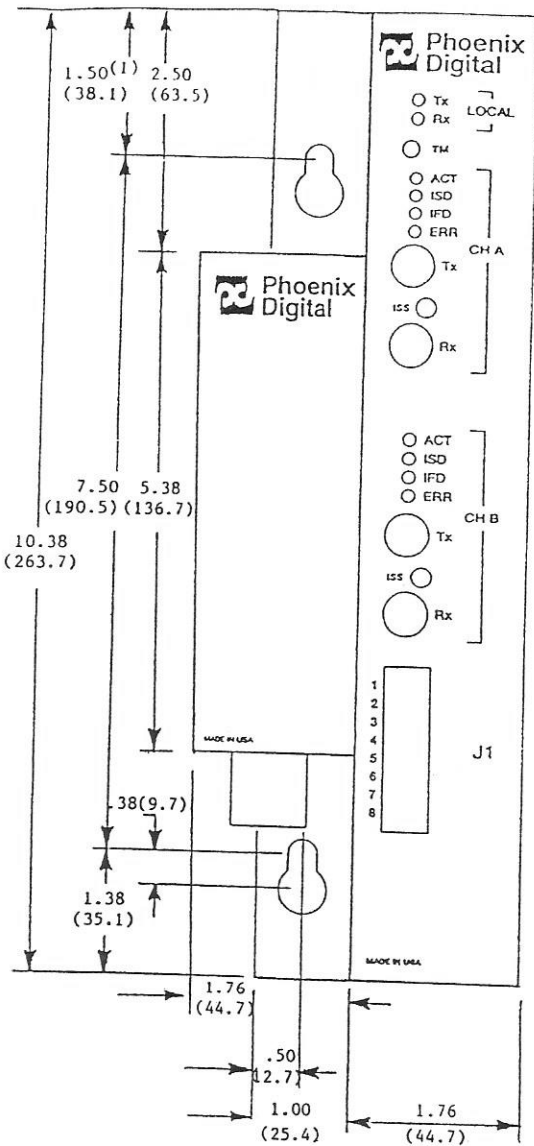 Phoenix
Digital
Tx
Rx
LOCAL
TM
ACT
ISD
IFD
ERR
CH A
Tx
ISS
Rx
1.50(1)
(38.1)
2.50
(63.5)
Phoenix
Digital
7.50
(190.5)
5.38
(136.7)
10.38
(263.7)
ACT
ISD
IFD
ERR
CH B
Tx
ISS
Rx
1
2
3
4
5
6
7
8
J1
MADE IN USA
.38(9.7)
1.38
(35.1)
MADE IN USA
1.76
(44.7)
.50
12.7)
1.00
(25.4)
1.76
(44.7)